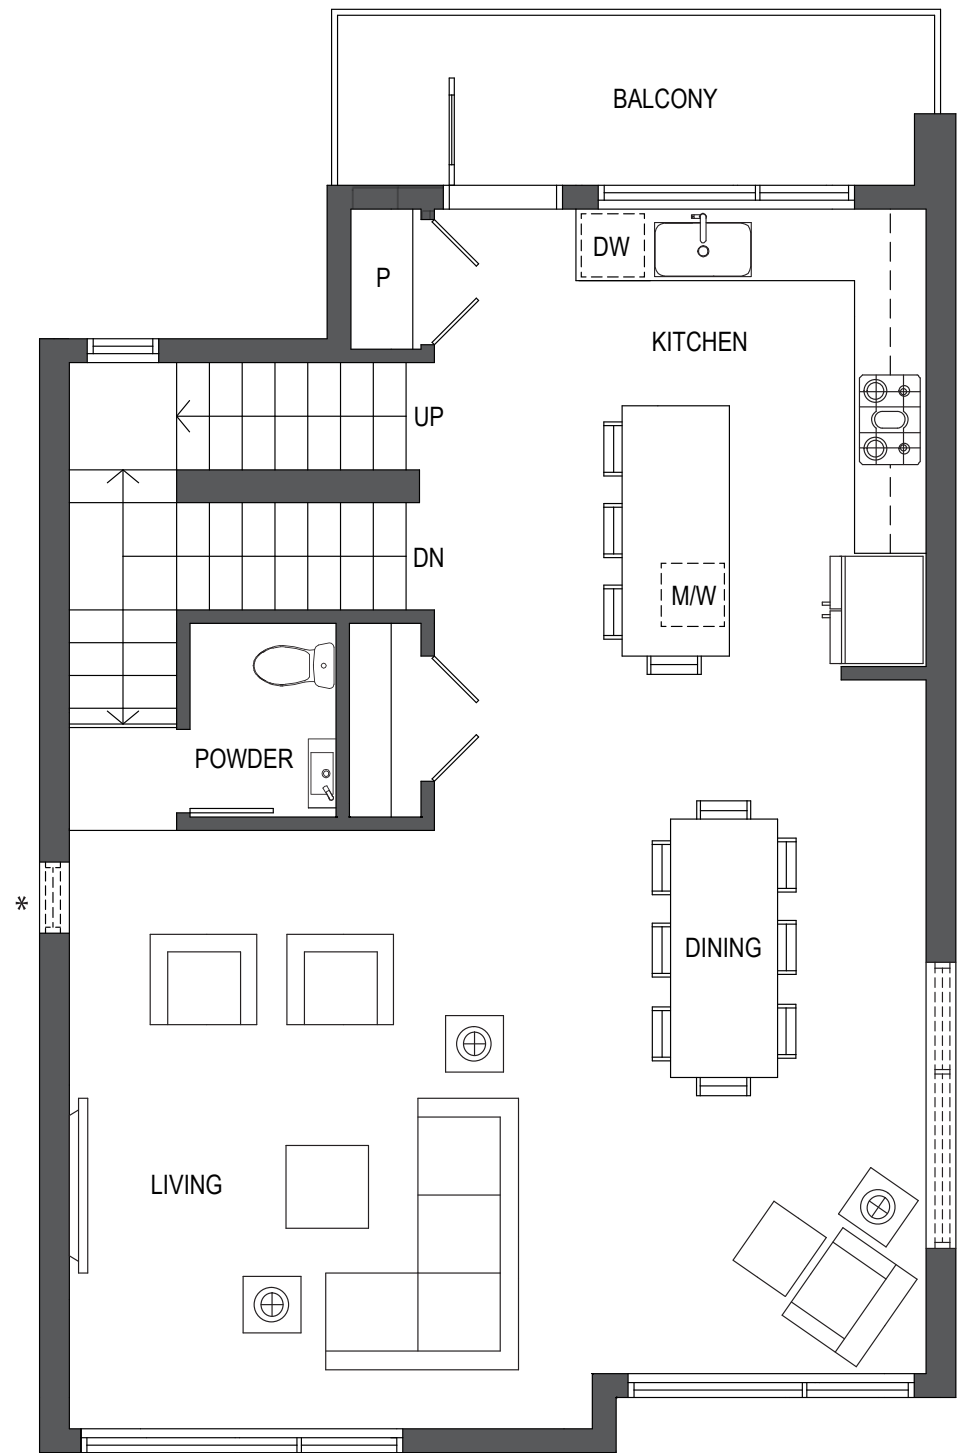 BALCONY
DW
P
KITCHEN
UP
DN
M/W
POWDER
*
DINING
LIVING